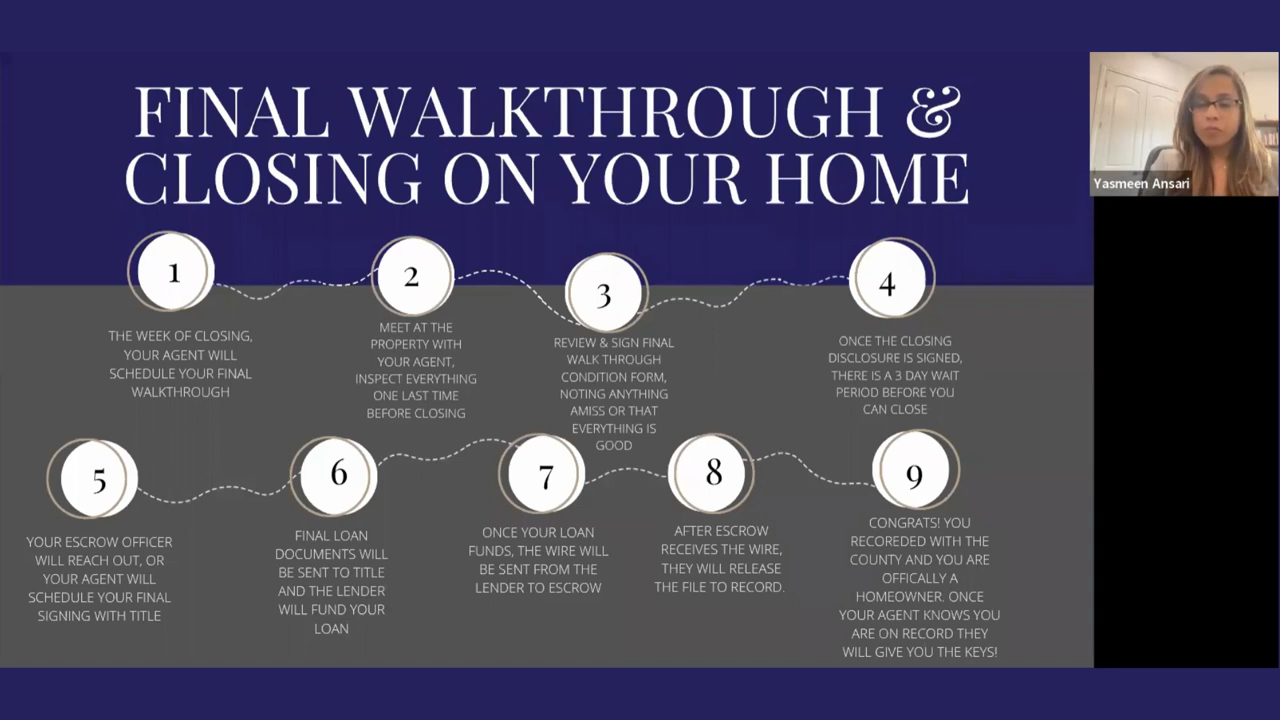 FINAL WALKTHROUGH &
CLOSING ON YOUR HOME
Yasmeen Ansari
1
THE WEEK OF CLOSING,
YOUR AGENT WILL
SCHEDULE YOUR FINAL
WALKTHROUGH
2
MEET AT THE
PROPERTY WITH
YOUR AGENT,
INSPECT EVERYTHING
ONE LAST TIME
BEFORE CLOSING
3
REVIEW & SIGN FINAL
WALK THROUGH
CONDITION FORM,
NOTING ANYTHING
AMISS OR THAT
EVERYTHING IS
GOOD
4
ONCE THE CLOSING
DISCLOSURE IS SIGNED,
THERE IS A 3 DAY WAIT
PERIOD BEFORE YOU
CAN CLOSE
5
YOUR ESCROW OFFICER
WILL REACH OUT, OR
YOUR AGENT WILL
SCHEDULE YOUR FINAL
SIGNING WITH TITLE
6
FINAL LOAN
DOCUMENTS WILL
BE SENT TO TITLE
AND THE LENDER
WILL FUND YOUR
LOAN
7
ONCE YOUR LOAN
FUNDS, THE WIRE WILL
BE SENT FROM THE
LENDER TO ESCROW
8
AFTER ESCROW
RECEIVES THE WIRE,
THEY WILL RELEASE
THE FILE TO RECORD.
9
CONGRATS! YOU
RECOREDED WITH THE
COUNTY AND YOU ARE
OFFICALLY A
HOMEOWNER. ONCE
YOUR AGENT KNOWS YOU
ARE ON RECORD THEY
WILL GIVE YOU THE KEYS!